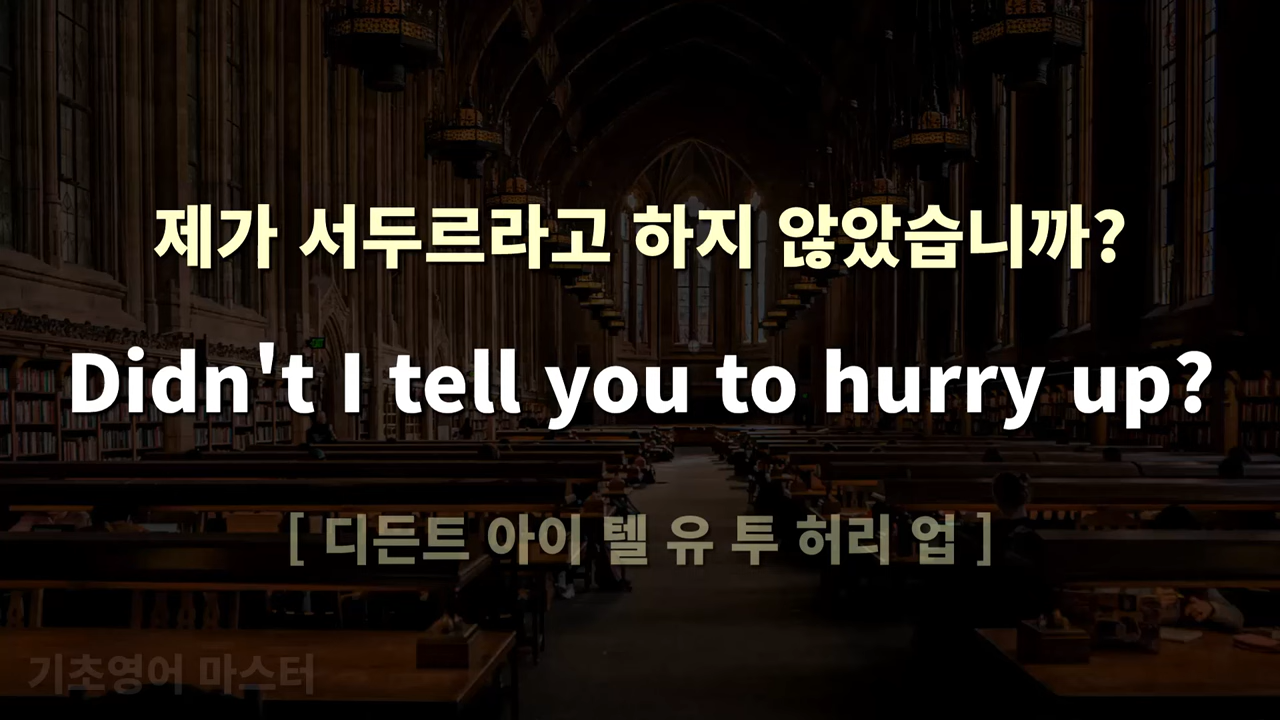 제가 서두르라고 하지 않았습니까?
Didn't I tell you to hurry up?
[ 디든트 아이 텔 유 투 허리 업 ]
기초영어 마스터